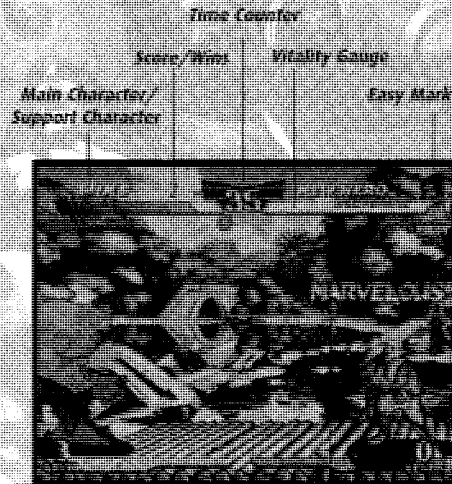 Time Counter
Score/Wins
Vitality Gauge
Main Character/
Support Character
Easy Mark
MARVELOUS